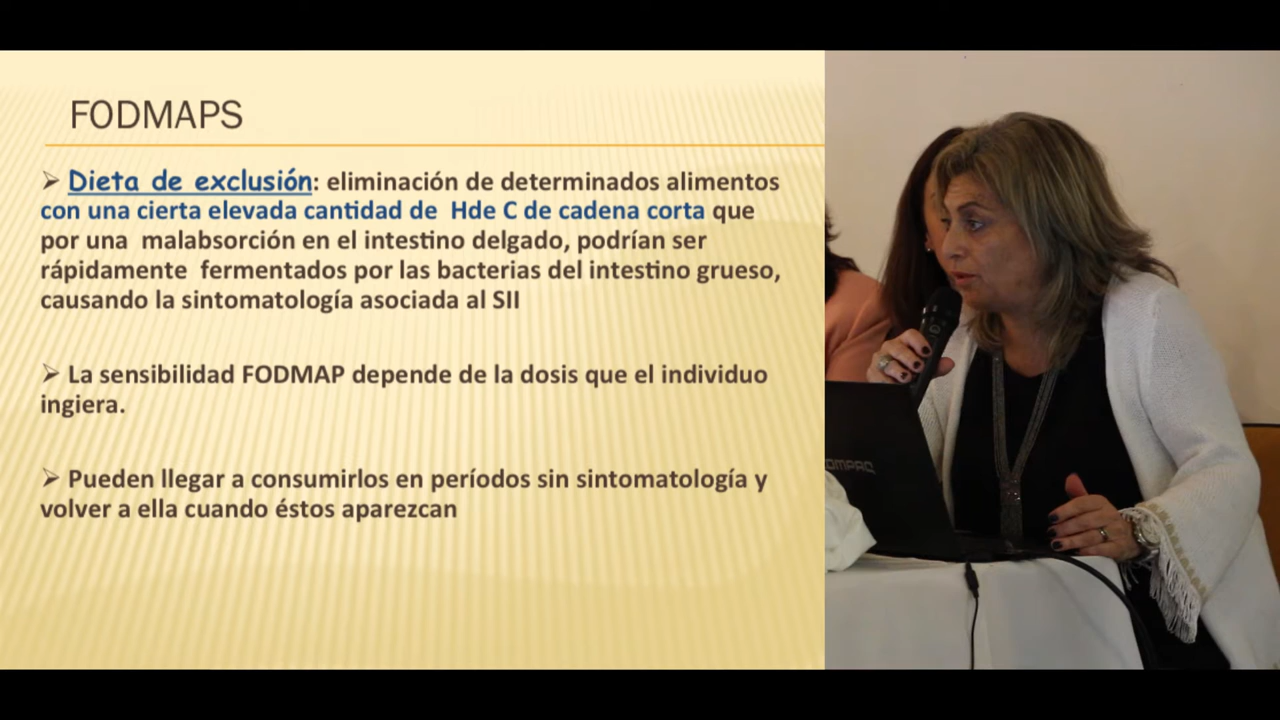 FODMAPS
➢ Dieta de exclusión: eliminación de determinados alimentos
con una cierta elevada cantidad de Hde C de cadena corta que
por una malabsorción en el intestino delgado, podrían ser
rápidamente fermentados por las bacterias del intestino grueso,
causando la sintomatología asociada al SII
➢ La sensibilidad FODMAP depende de la dosis que el individuo
ingiera.
➢ Pueden llegar a consumirlos en períodos sin sintomatología y
volver a ella cuando éstos aparezcan
COMPAQ